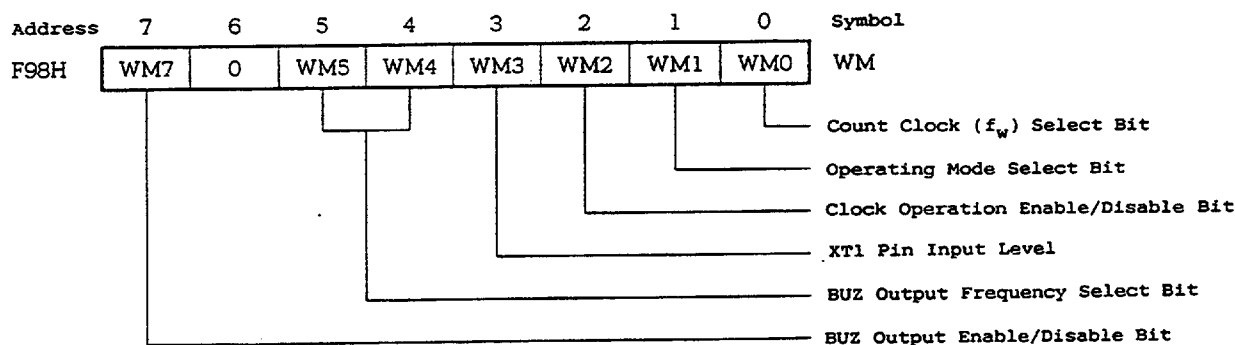 Address 7 6 5 4 3 2 1 0 Symbol
F98H WM7 0 WM5 WM4 WM3 WM2 WM1 WM0 WM
Count Clock (fw) Select Bit
Operating Mode Select Bit
Clock Operation Enable/Disable Bit
XT1 Pin Input Level
BUZ Output Frequency Select Bit
BUZ Output Enable/Disable Bit